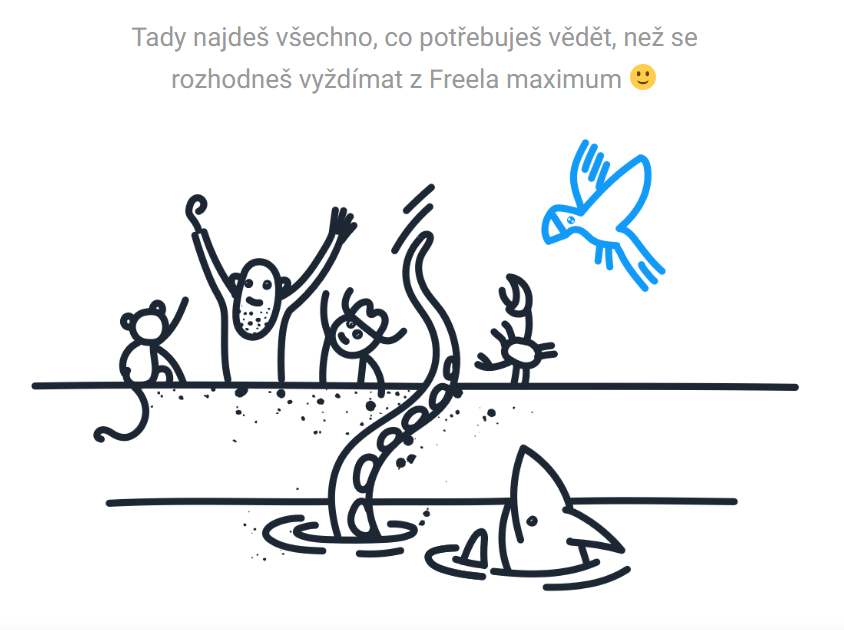 Tady najdeš všechno, co potřebuješ vědět, než se
rozhodneš vyždímat z Freela maximum 🙂